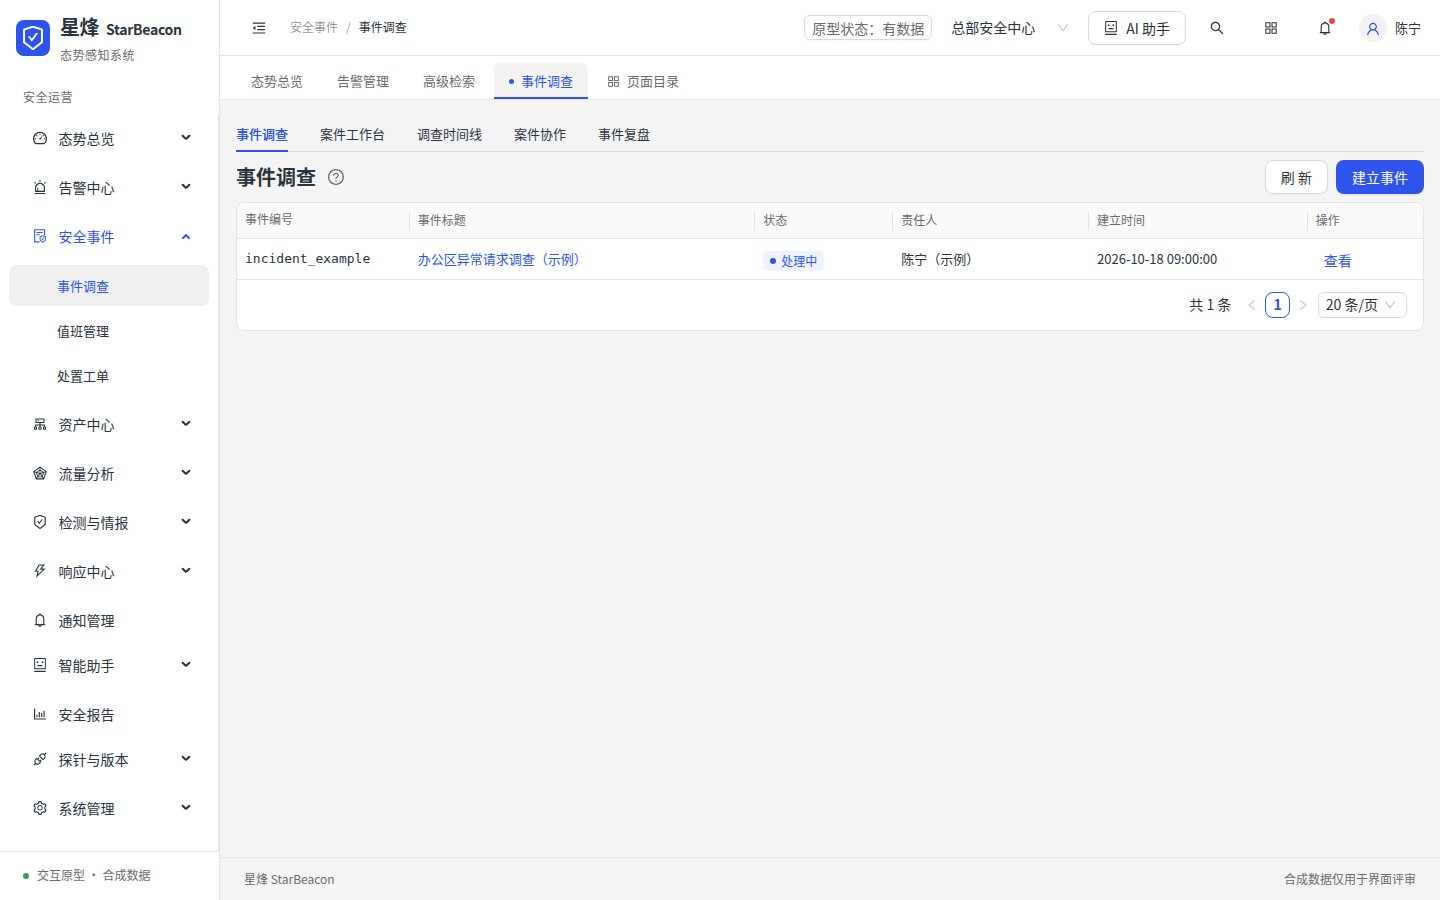 星烽 StarBeacon
态势感知系统
安全运营
态势总览
告警中心
安全事件
事件调查
值班管理
处置工单
资产中心
流量分析
检测与情报
响应中心
通知管理
智能助手
安全报告
探针与版本
系统管理
交互原型 · 合成数据
安全事件 / 事件调查
原型状态：有数据
总部安全中心
AI 助手
陈宁
态势总览 告警管理 高级检索 事件调查 页面目录
事件调查 案件工作台 调查时间线 案件协作 事件复盘
事件调查
刷 新 建立事件
事件编号 事件标题 状态 责任人 建立时间 操作
incident_example 办公区异常请求调查（示例） 处理中 陈宁（示例） 2026-10-18 09:00:00 查看
共 1 条 < 1 > 20 条/页
星烽 StarBeacon
合成数据仅用于界面评审